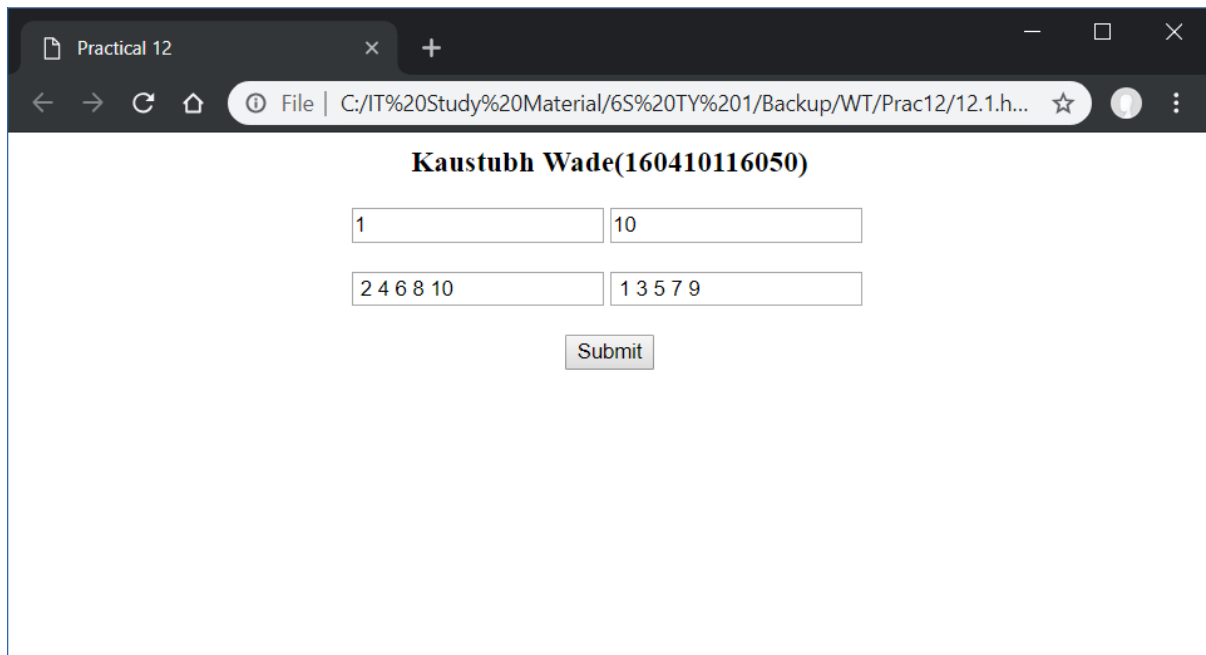 Practical 12
File | C:/IT%20Study%20Material/6S%20TY%201/Backup/WT/Prac12/12.1.h...
Kaustubh Wade(160410116050)
1 10
2 4 6 8 10 1 3 5 7 9
Submit